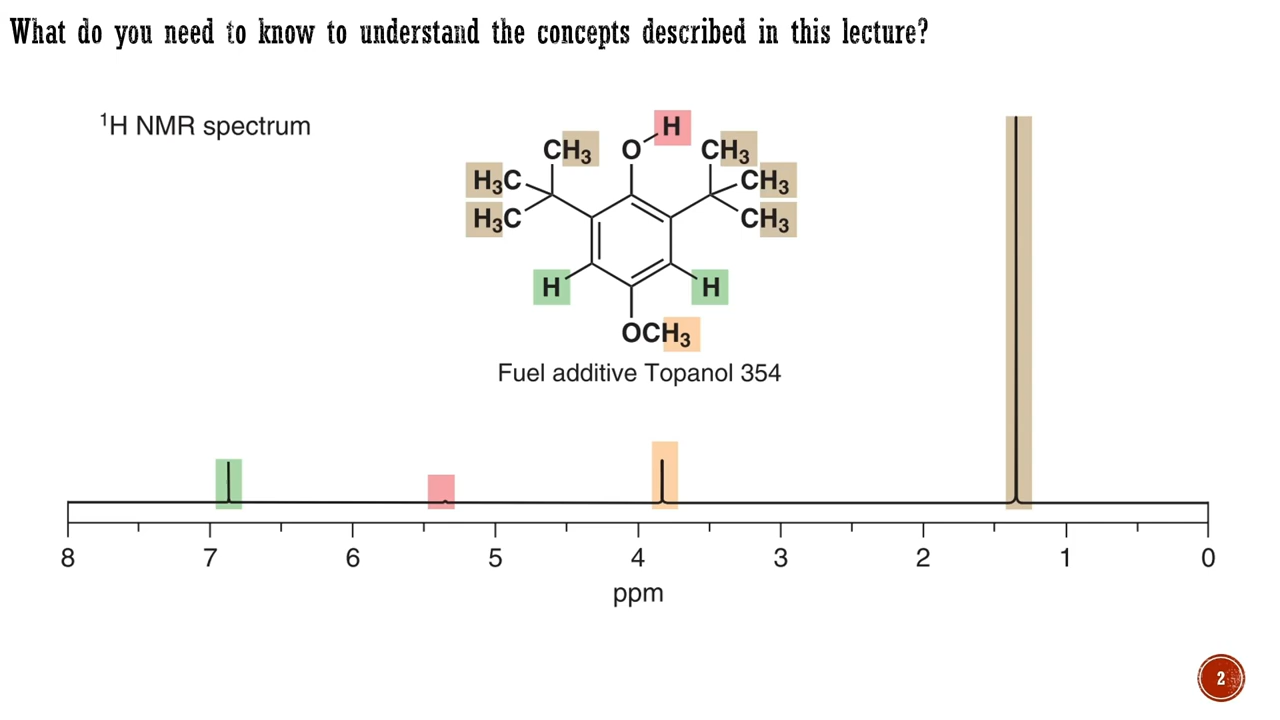 What do you need to know to understand the concepts described in this lecture?
¹H NMR spectrum
H
CH₃ O CH₃
H₃C CH₃
H₃C CH₃
H H
OCH₃
Fuel additive Topanol 354
8 7 6 5 4 3 2 1 0
ppm
2